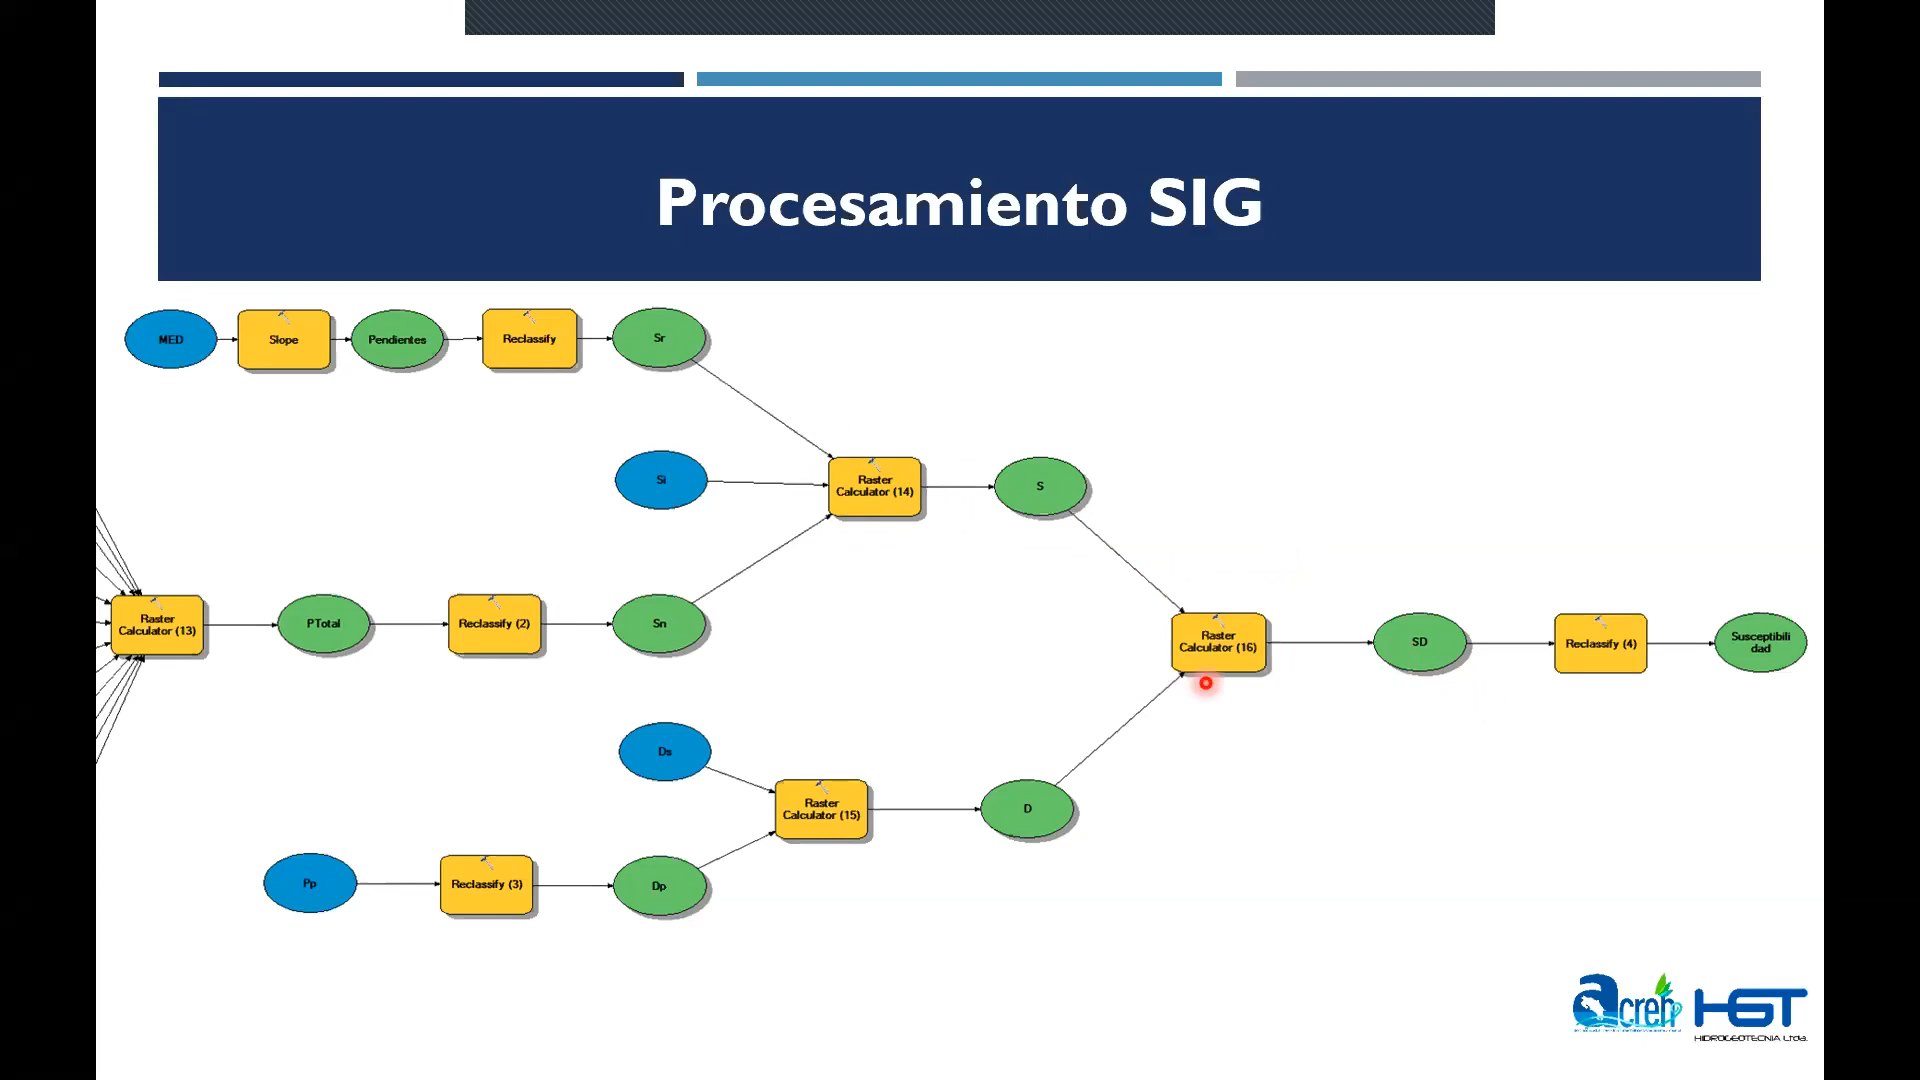 Procesamiento SIG
MED
Slope
Pendientes
Reclassify
Sr
Si
Raster
Calculator (14)
S
Raster
Calculator (13)
PTotal
Reclassify (2)
Sn
Raster
Calculator (16)
SD
Reclassify (4)
Susceptibili
dad
Ds
Raster
Calculator (15)
D
Pp
Reclassify (3)
Dp
acreh
HGT
HIDROGEOTECNIA Ltda.